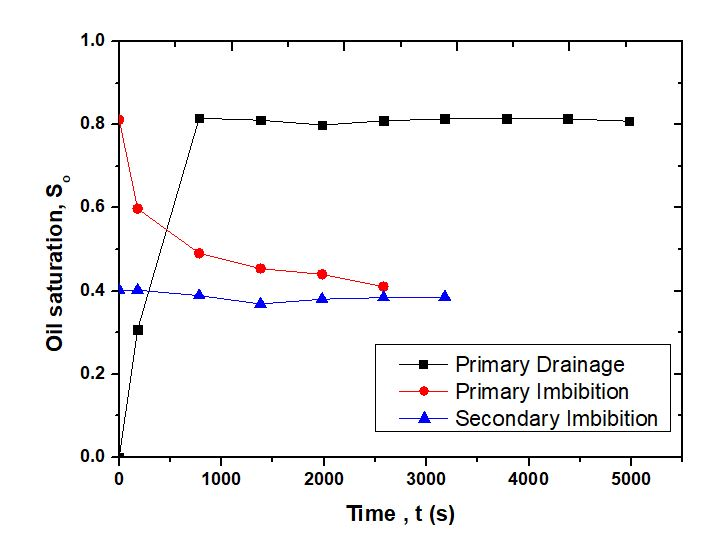 1.0
0.8
0.6
0.4
0.2
0.0
Oil saturation, So
0 1000 2000 3000 4000 5000
Time , t (s)
Primary Drainage
Primary Imbibition
Secondary Imbibition